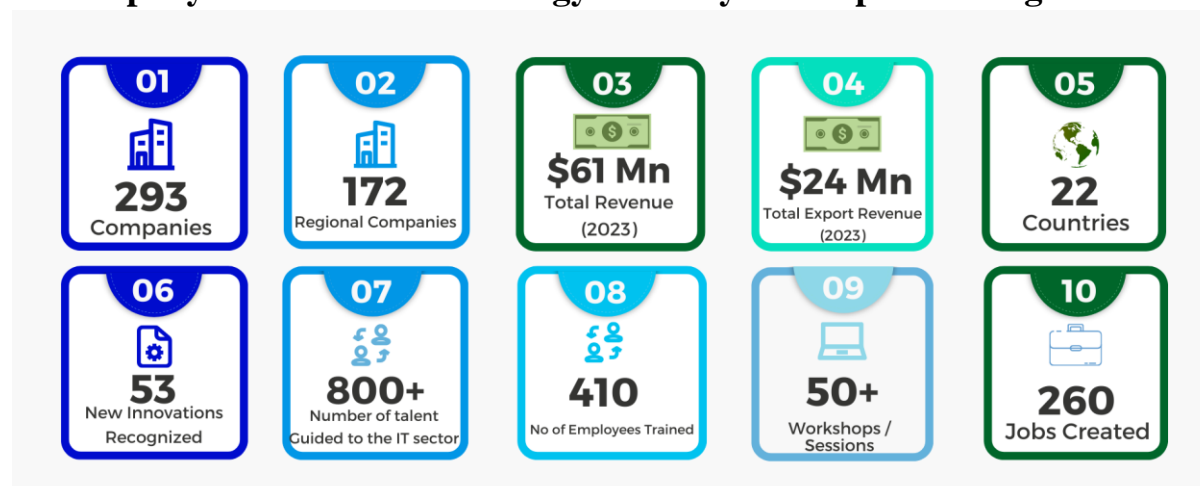 01
293
Companies
02
172
Regional Companies
03
$61 Mn
Total Revenue
(2023)
04
$24 Mn
Total Export Revenue
(2023)
05
22
Countries
06
53
New Innovations
Recognized
07
800+
Number of talent
Guided to the IT sector
08
410
No of Employees Trained
09
50+
Workshops /
Sessions
10
260
Jobs Created